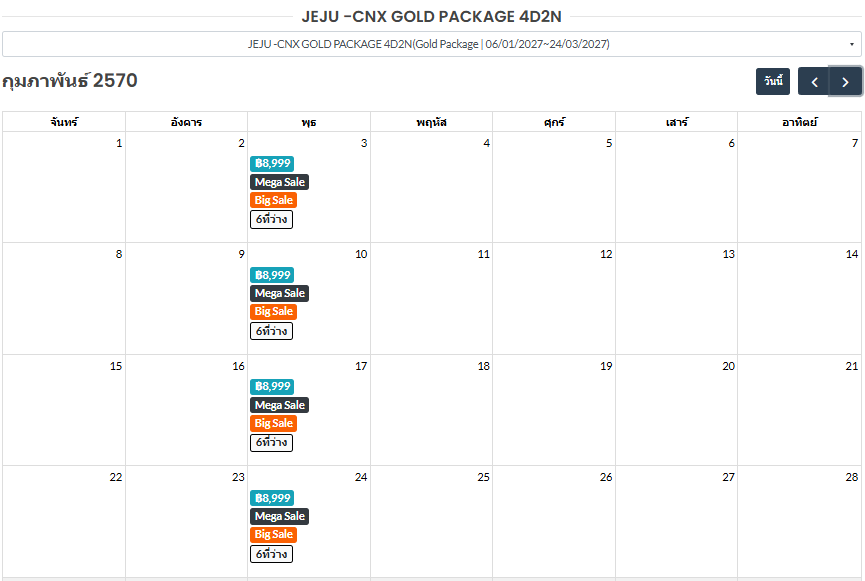 JEJU -CNX GOLD PACKAGE 4D2N
JEJU -CNX GOLD PACKAGE 4D2N(Gold Package | 06/01/2027~24/03/2027)
กุมภาพันธ์ 2570
วันนี้
จันทร์ อังคาร พุธ พฤหัส ศุกร์ เสาร์ อาทิตย์
1 2 3 4 5 6 7
฿8,999
Mega Sale
Big Sale
6ที่ว่าง
8 9 10 11 12 13 14
฿8,999
Mega Sale
Big Sale
6ที่ว่าง
15 16 17 18 19 20 21
฿8,999
Mega Sale
Big Sale
6ที่ว่าง
22 23 24 25 26 27 28
฿8,999
Mega Sale
Big Sale
6ที่ว่าง